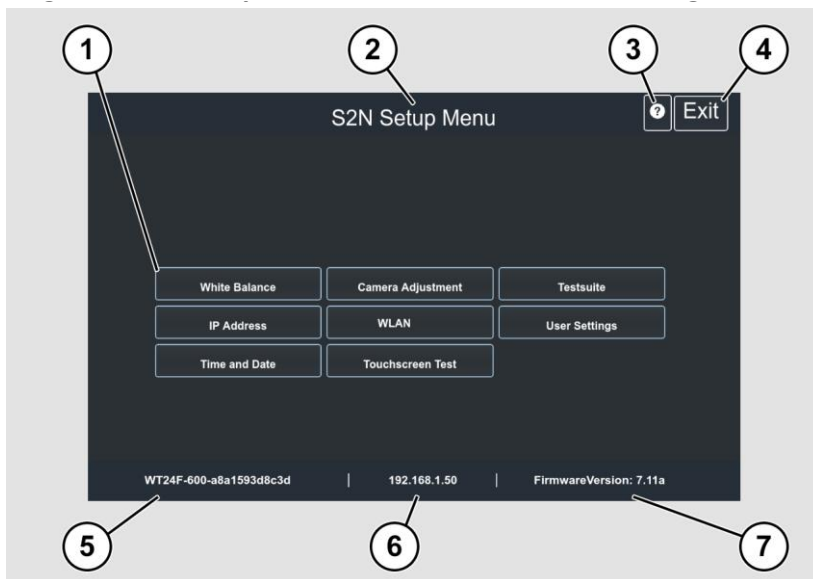 1 2 3 4
S2N Setup Menu ? Exit
White Balance Camera Adjustment Testsuite
IP Address WLAN User Settings
Time and Date Touchscreen Test
WT24F-600-a8a1593d8c3d | 192.168.1.50 | FirmwareVersion: 7.11a
5 6 7